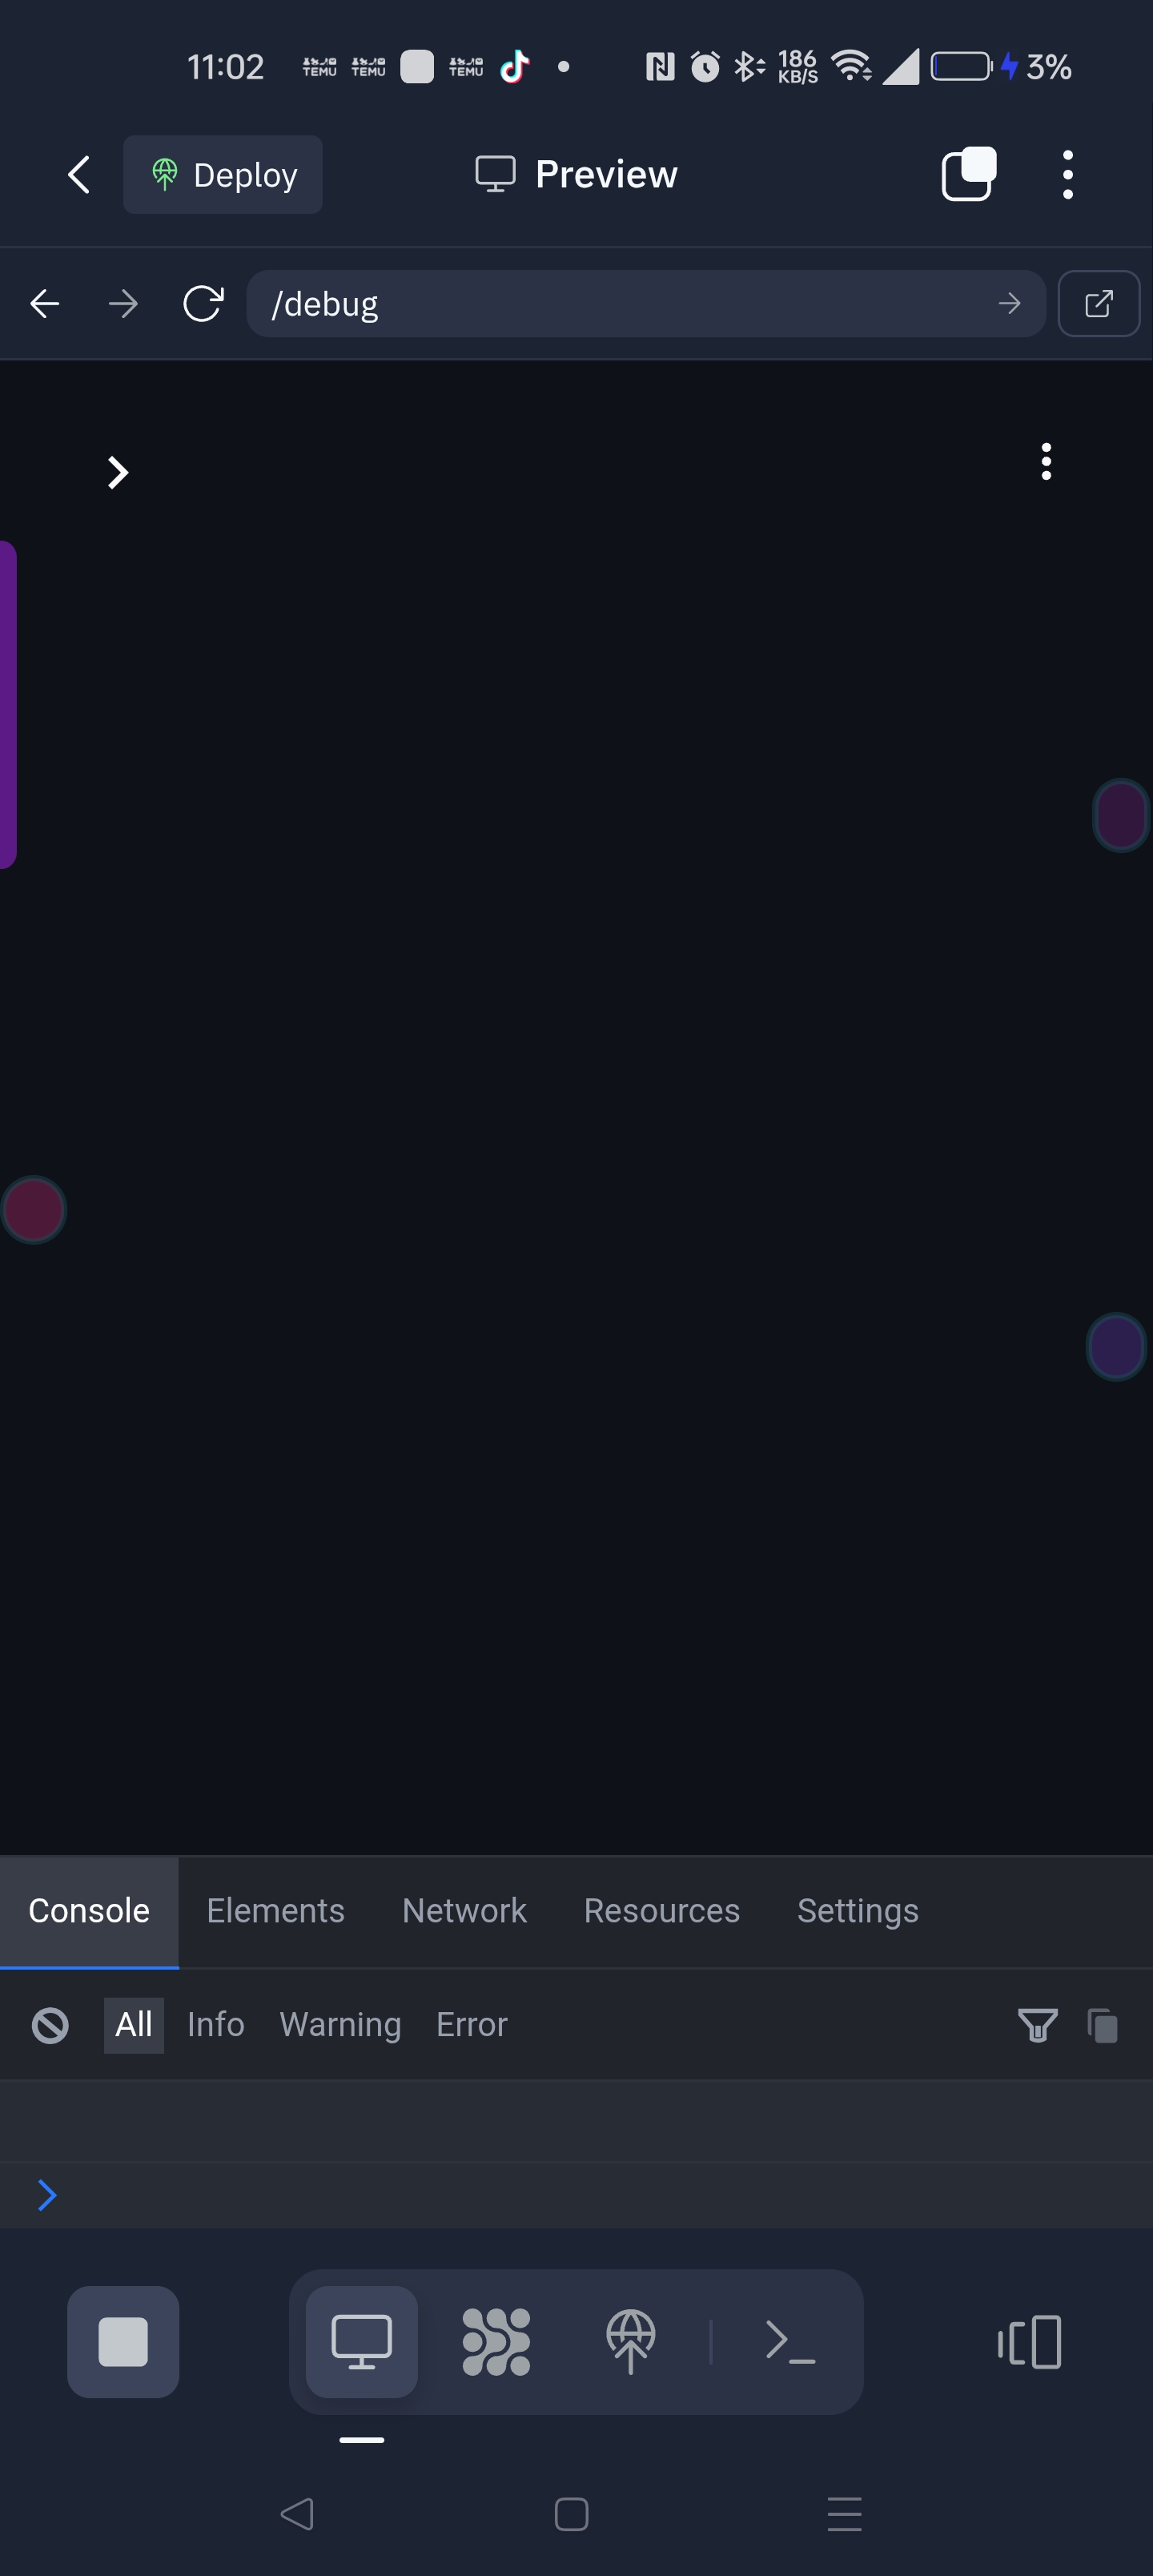 11:02 TEMU TEMU TEMU 186 KB/S 3%
Deploy Preview
/debug
Console Elements Network Resources Settings
All Info Warning Error